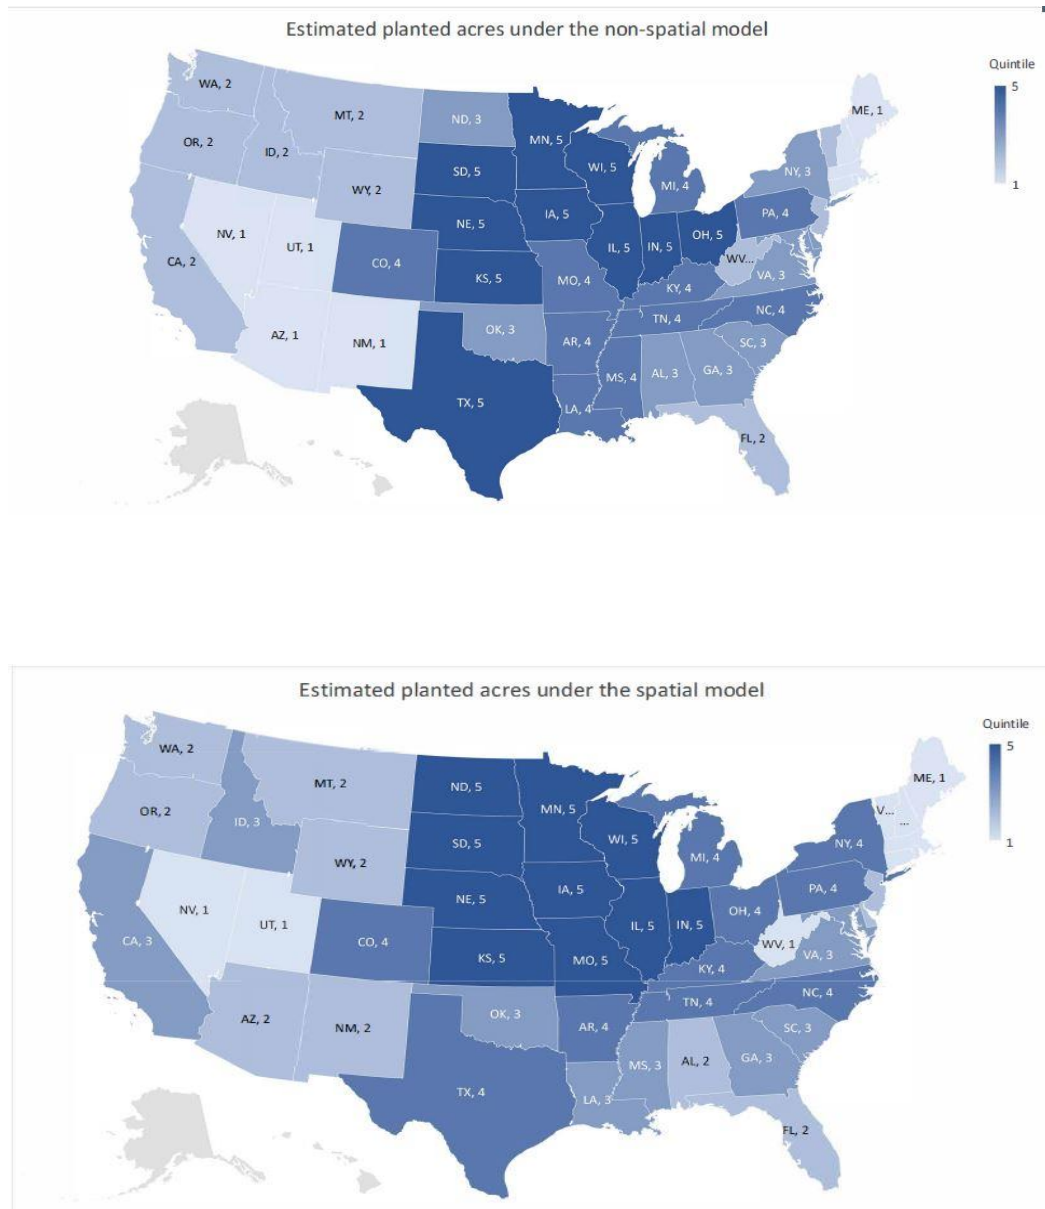 Estimated planted acres under the non-spatial model
Quintile
5
1
WA, 2
MT, 2
ND, 3
MN, 5
ME, 1
OR, 2
ID, 2
WI, 5
SD, 5
MI, 4
NY, 3
WY, 2
NE, 5
IA, 5
PA, 4
NV, 1
UT, 1
IL, 5
IN, 5
OH, 5
CA, 2
CO, 4
KS, 5
MO, 4
WV...
VA, 3
KY, 4
AZ, 1
NM, 1
OK, 3
TN, 4
NC, 4
AR, 4
SC, 3
MS, 4
AL, 3
GA, 3
TX, 5
LA, 4
FL, 2
Estimated planted acres under the spatial model
Quintile
5
1
WA, 2
MT, 2
ND, 5
MN, 5
ME, 1
OR, 2
ID, 3
V...
...
SD, 5
WI, 5
NY, 4
WY, 2
MI, 4
NE, 5
IA, 5
PA, 4
NV, 1
UT, 1
IL, 5
IN, 5
OH, 4
CA, 3
CO, 4
KS, 5
MO, 5
WV, 1
VA, 3
KY, 4
AZ, 2
NM, 2
OK, 3
TN, 4
NC, 4
AR, 4
SC, 3
MS, 3
AL, 2
GA, 3
TX, 4
LA, 3
FL, 2